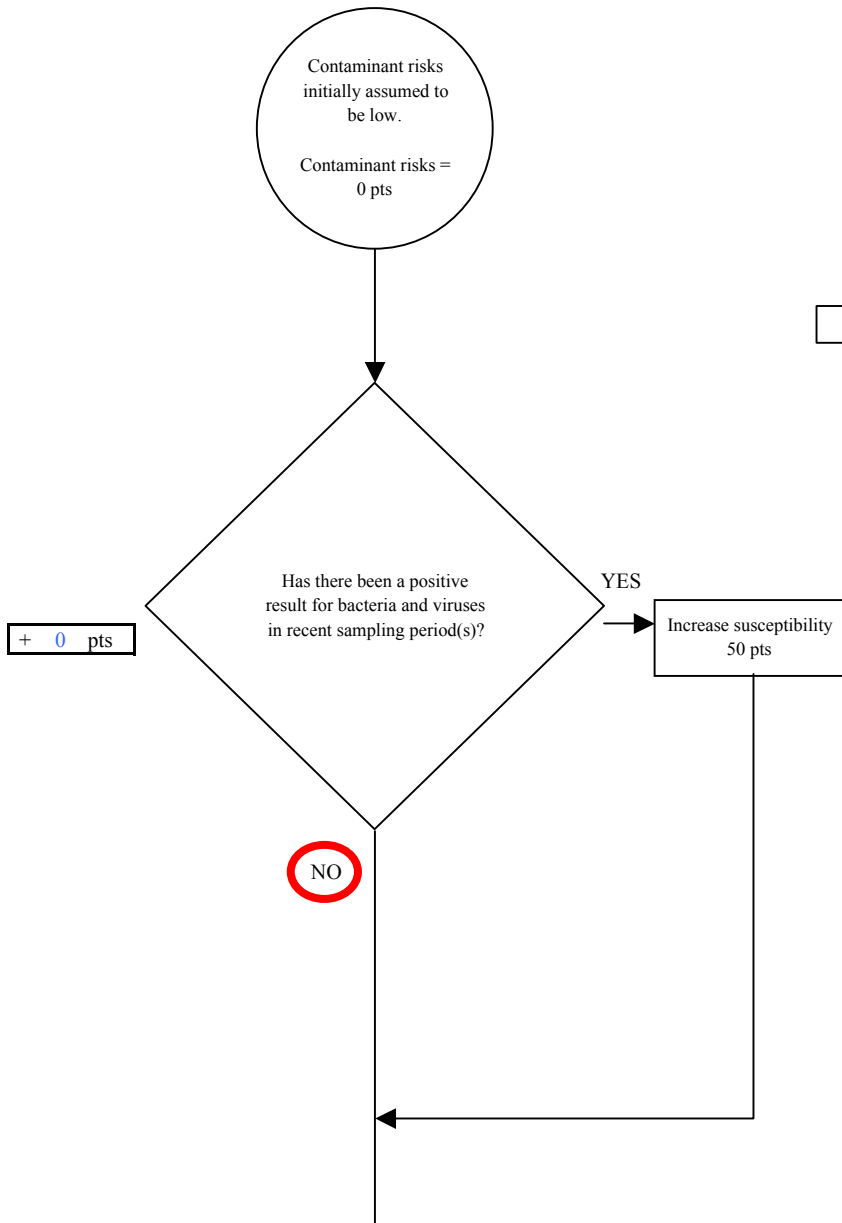 Contaminant risks
initially assumed to
be low.
Contaminant risks =
0 pts
Has there been a positive
result for bacteria and viruses
in recent sampling period(s)?
YES
+ 0 pts
Increase susceptibility
50 pts
NO